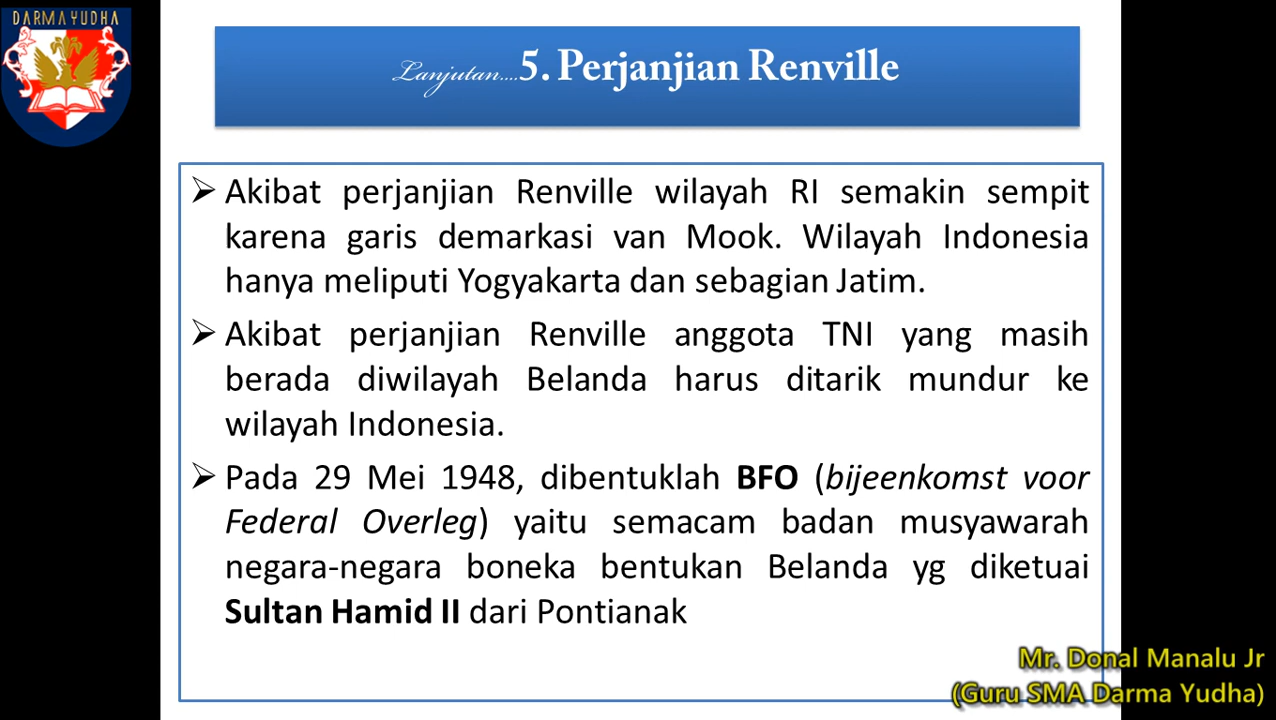 DARMA YUDHA
Lanjutan....5. Perjanjian Renville
➢ Akibat perjanjian Renville wilayah RI semakin sempit
karena garis demarkasi van Mook. Wilayah Indonesia
hanya meliputi Yogyakarta dan sebagian Jatim.
➢ Akibat perjanjian Renville anggota TNI yang masih
berada diwilayah Belanda harus ditarik mundur ke
wilayah Indonesia.
➢ Pada 29 Mei 1948, dibentuklah BFO (bijeenkomst voor
Federal Overleg) yaitu semacam badan musyawarah
negara-negara boneka bentukan Belanda yg diketuai
Sultan Hamid II dari Pontianak
Mr. Donal Manalu Jr
(Guru SMA Darma Yudha)